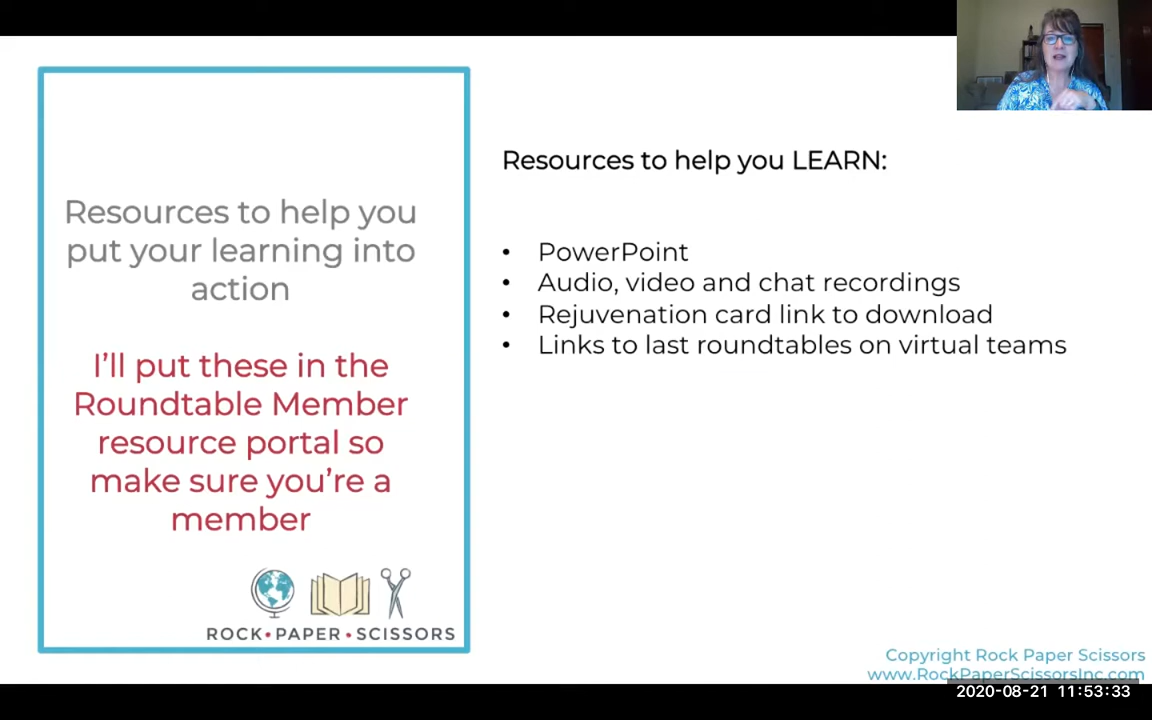 Resources to help you
put your learning into
action
I’ll put these in the
Roundtable Member
resource portal so
make sure you’re a
member
ROCK•PAPER•SCISSORS
Resources to help you LEARN:
• PowerPoint
• Audio, video and chat recordings
• Rejuvenation card link to download
• Links to last roundtables on virtual teams
Copyright Rock Paper Scissors
www.RockPaperScissorsInc.com
2020-08-21 11:53:33